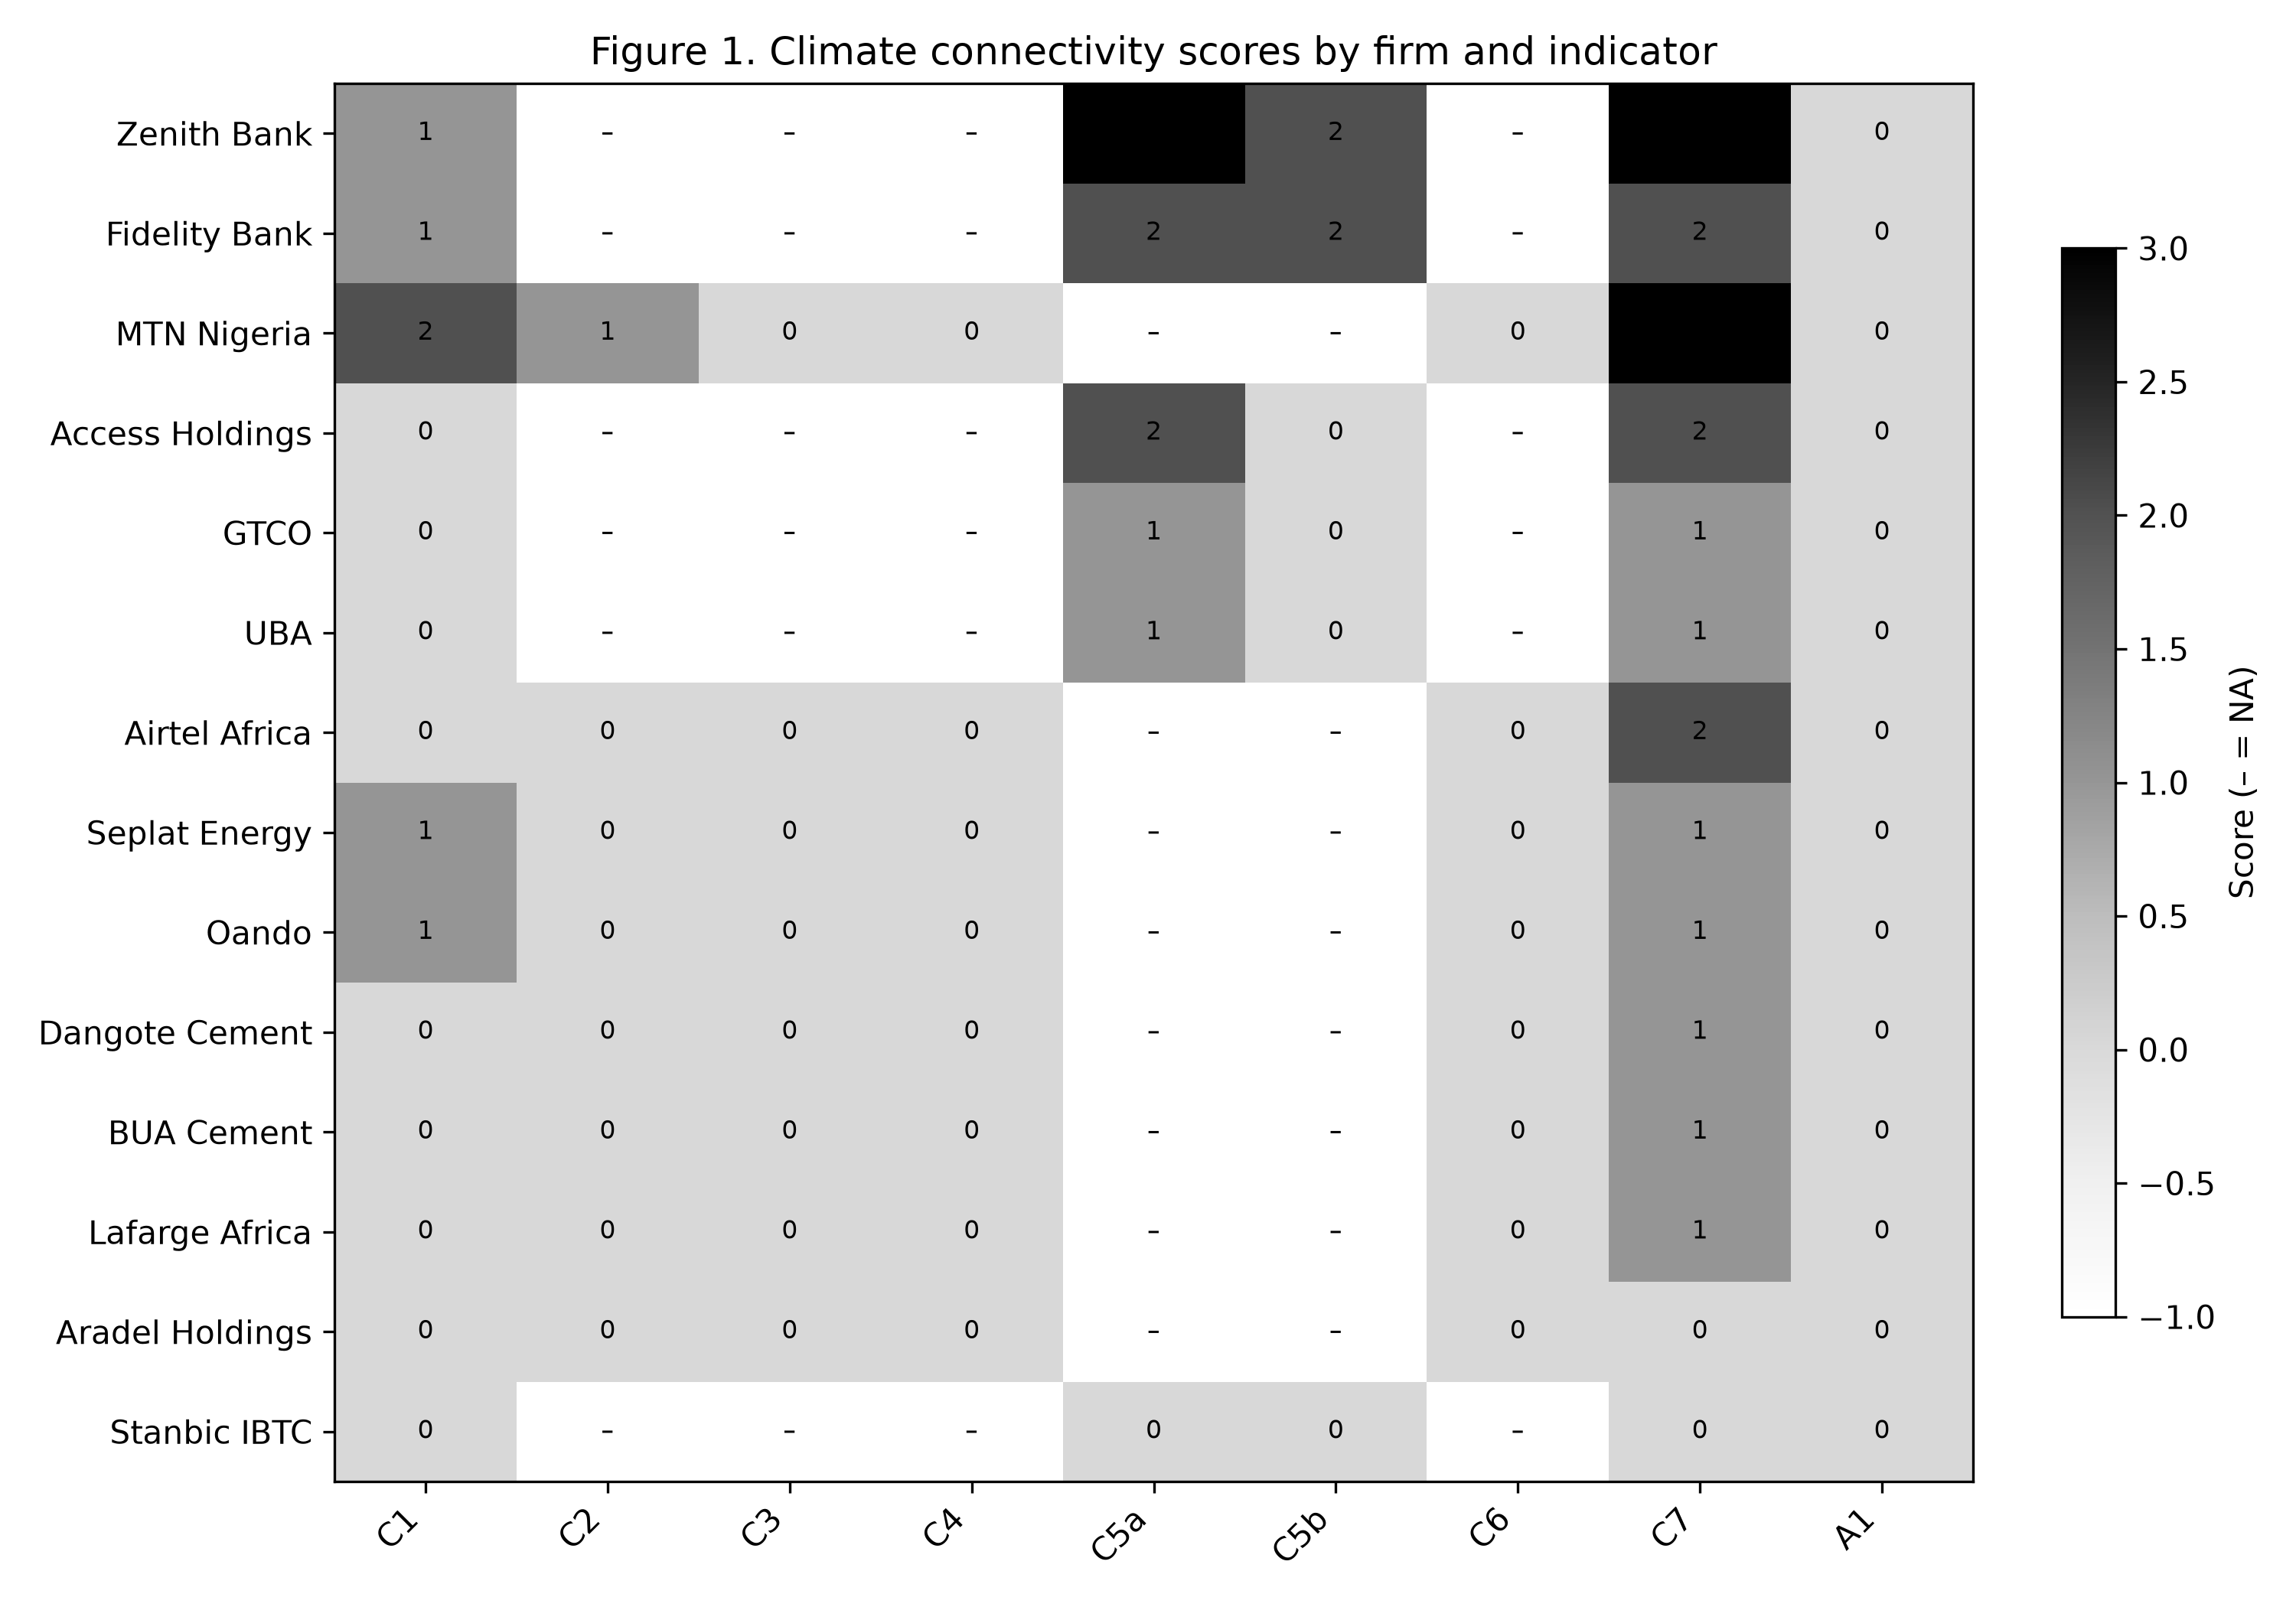 Figure 1. Climate connectivity scores by firm and indicator
Zenith Bank 1 – – – 2 – 0
Fidelity Bank 1 – – – 2 2 – 2 0
MTN Nigeria 2 1 0 0 – – 0 0
Access Holdings 0 – – – 2 0 – 2 0
GTCO 0 – – – 1 0 – 1 0
UBA 0 – – – 1 0 – 1 0
Airtel Africa 0 0 0 0 – – 0 2 0
Seplat Energy 1 0 0 0 – – 0 1 0
Oando 1 0 0 0 – – 0 1 0
Dangote Cement 0 0 0 0 – – 0 1 0
BUA Cement 0 0 0 0 – – 0 1 0
Lafarge Africa 0 0 0 0 – – 0 1 0
Aradel Holdings 0 0 0 0 – – 0 0 0
Stanbic IBTC 0 – – – 0 0 – 0 0
C1 C2 C3 C4 C5a C5b C6 C7 A1
3.0
2.5
2.0
1.5
1.0
0.5
0.0
−0.5
−1.0
Score (– = NA)